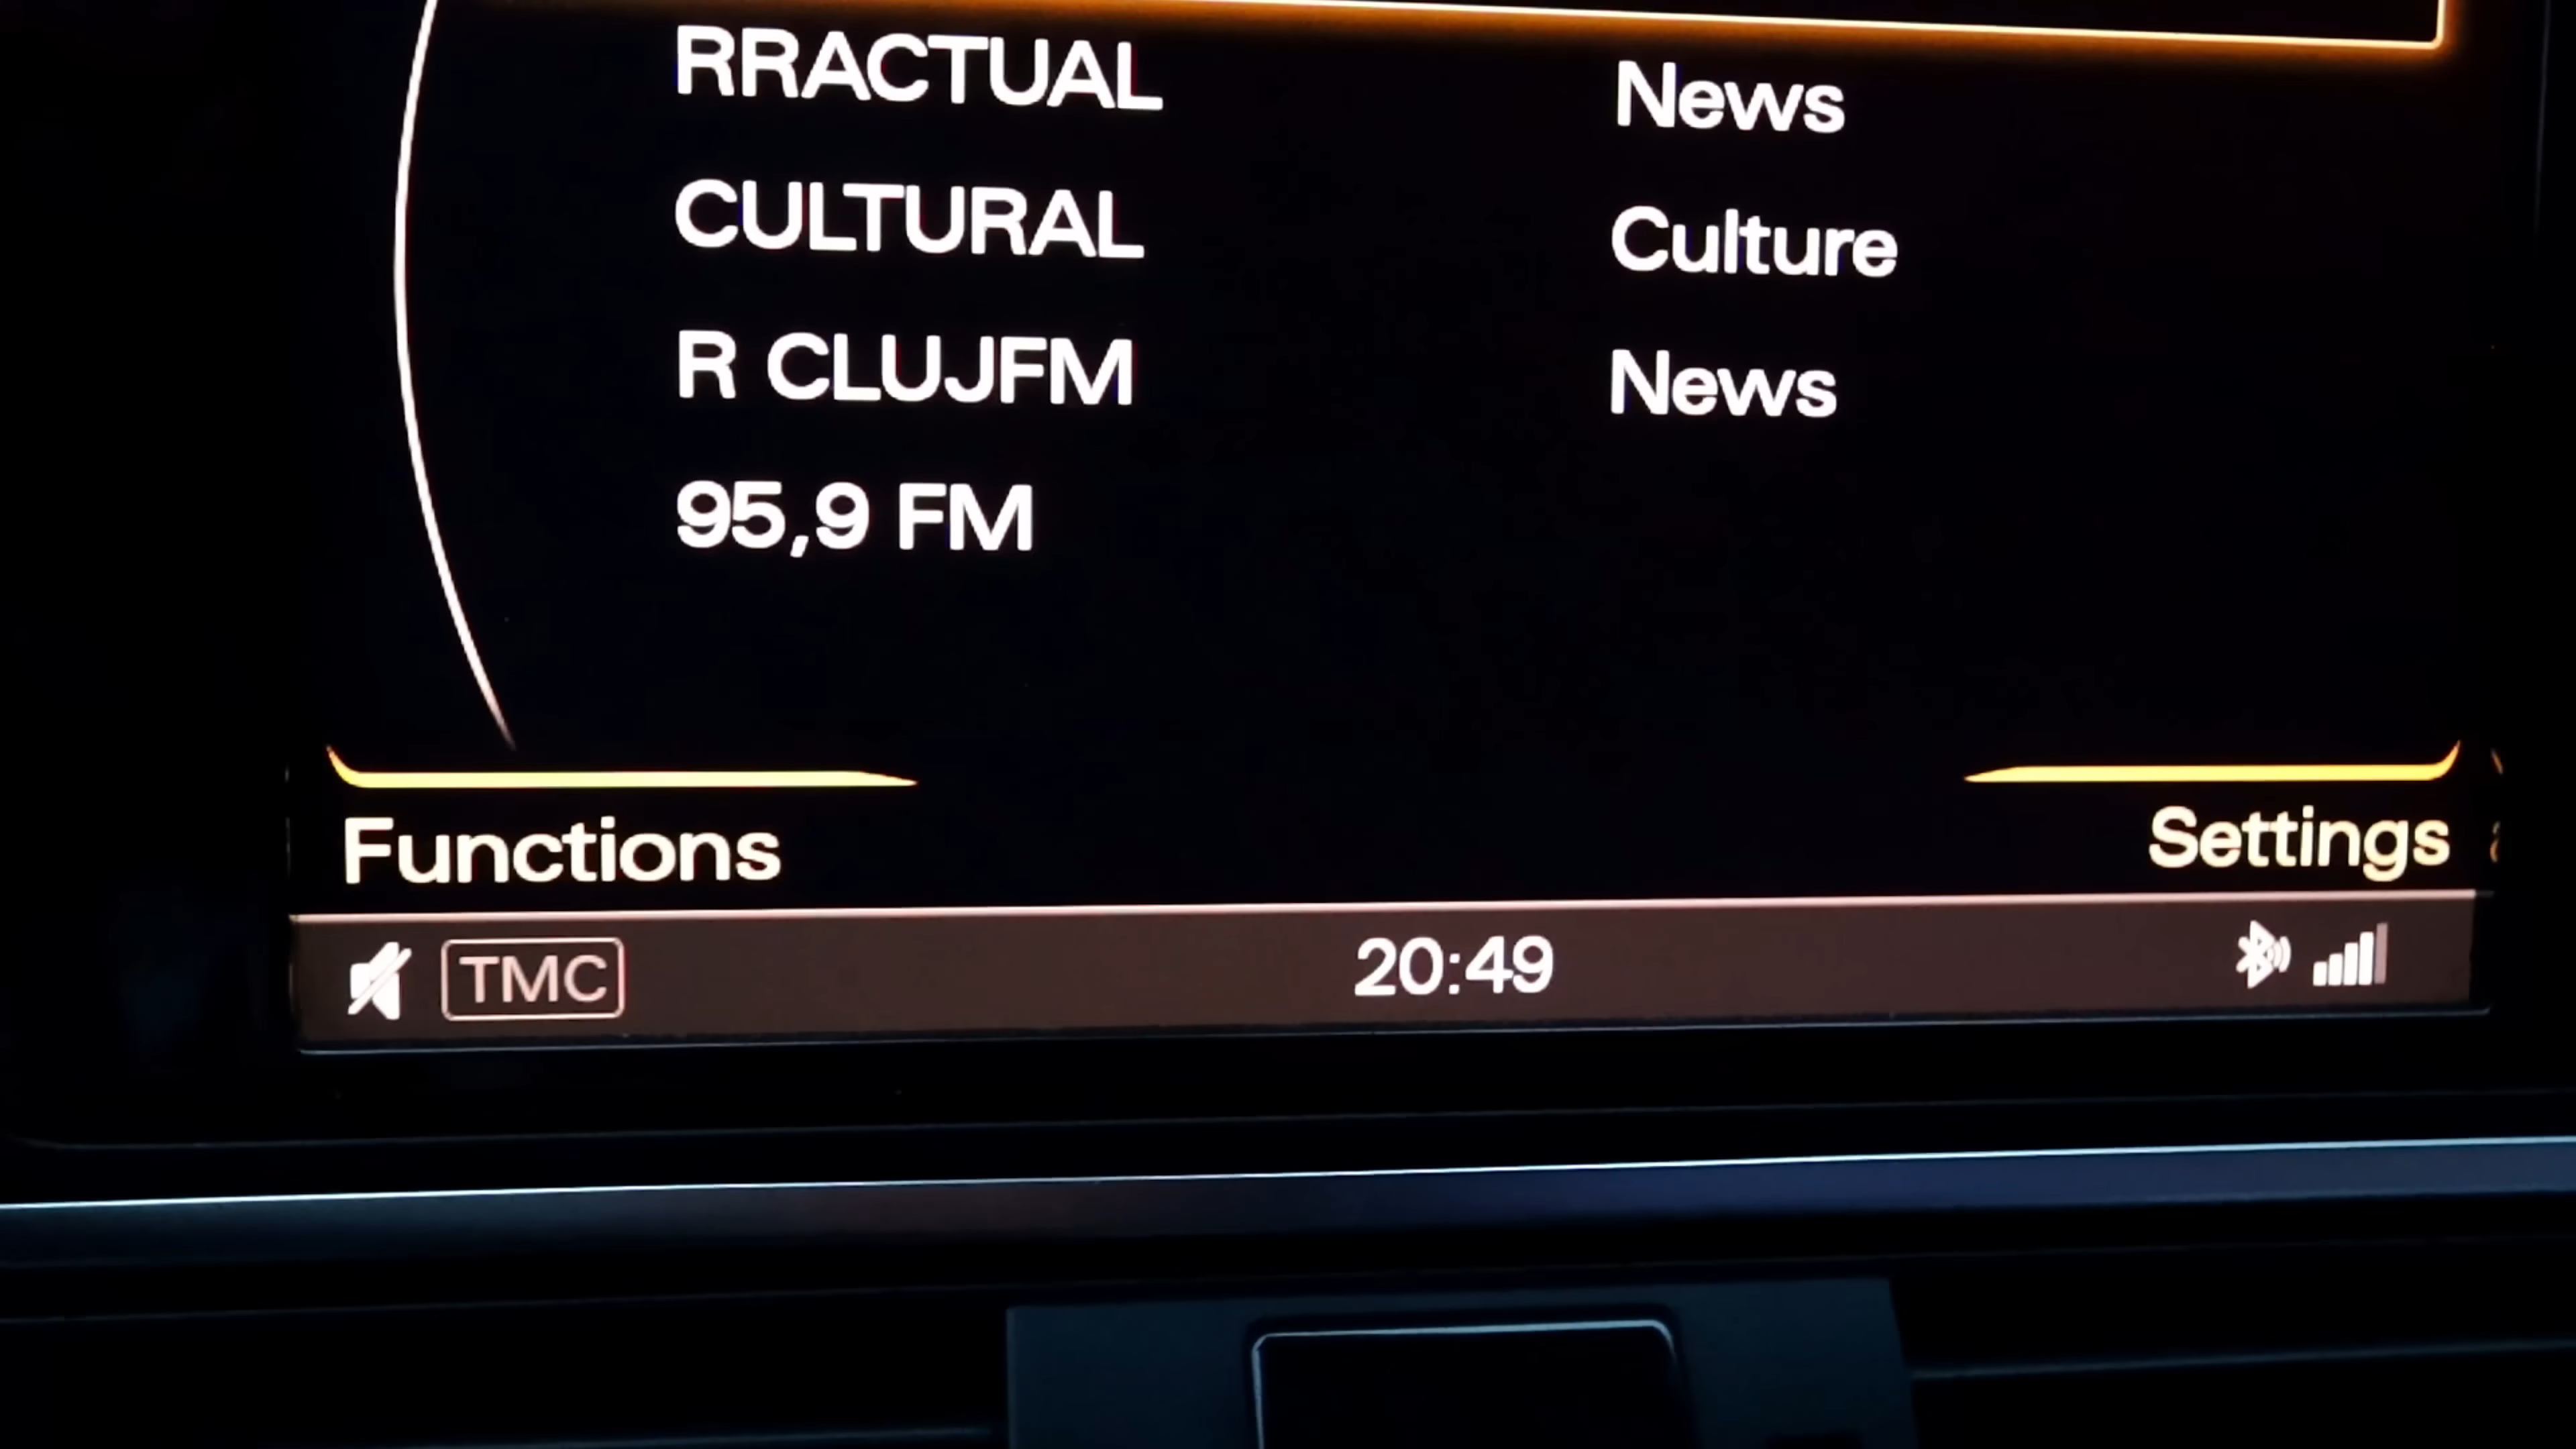 RRACTUAL News
CULTURAL Culture
R CLUJFM News
95,9 FM
Functions Settings
TMC 20:49